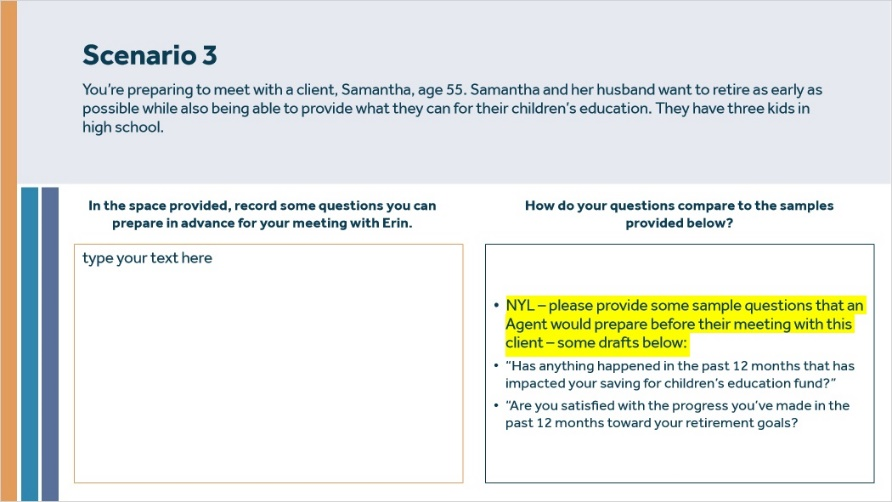 Scenario 3
You're preparing to meet with a client, Samantha, age 55. Samantha and her husband want to retire as early as
possible while also being able to provide what they can for their children's education. They have three kids in
high school.
In the space provided, record some questions you can
prepare in advance for your meeting with Erin.
type your text here
How do your questions compare to the samples
provided below?
• NYL – please provide some sample questions that an
Agent would prepare before their meeting with this
client – some drafts below:
• "Has anything happened in the past 12 months that has
impacted your saving for children's education fund?"
• "Are you satisfied with the progress you've made in the
past 12 months toward your retirement goals?